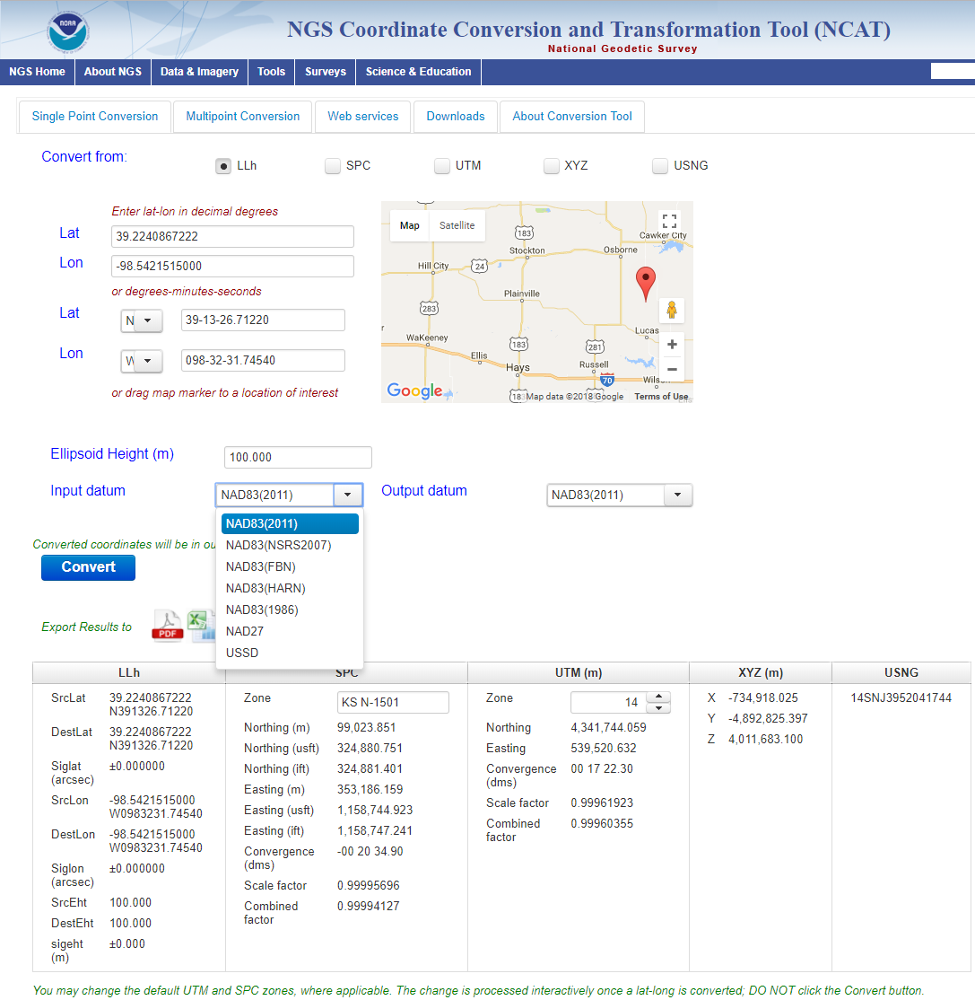 NOAA
NGS Coordinate Conversion and Transformation Tool (NCAT)
National Geodetic Survey
NGS Home About NGS Data & Imagery Tools Surveys Science & Education
Single Point Conversion Multipoint Conversion Web services Downloads About Conversion Tool
Convert from:
LLh SPC UTM XYZ USNG
Enter lat-lon in decimal degrees
Lat 39.2240867222
Lon -98.5421515000
or degrees-minutes-seconds
Lat N 39-13-26.71220
Lon W 098-32-31.74540
or drag map marker to a location of interest
Map Satellite
183
Cawker City
Stockton
Osborne
Hill City
24
Plainville
283
WaKeeney
Lucas
183
281
Ellis
Hays
Russell
70
Wils
Google
183
Map data ©2018 Google Terms of Use
Ellipsoid Height (m) 100.000
Input datum NAD83(2011) Output datum NAD83(2011)
NAD83(2011)
NAD83(NSRS2007)
NAD83(FBN)
NAD83(HARN)
NAD83(1986)
NAD27
USSD
Converted coordinates will be in ou
Convert
Export Results to
PDF
X
LLh SPC UTM (m) XYZ (m) USNG
SrcLat 39.2240867222
N391326.71220
DestLat 39.2240867222
N391326.71220
Siglat ±0.000000
(arcsec)
SrcLon -98.5421515000
W0983231.74540
DestLon -98.5421515000
W0983231.74540
Siglon ±0.000000
(arcsec)
SrcEht 100.000
DestEht 100.000
sigeht ±0.000
(m)
Zone KS N-1501
Northing (m) 99,023.851
Northing (usft) 324,880.751
Northing (ift) 324,881.401
Easting (m) 353,186.159
Easting (usft) 1,158,744.923
Easting (ift) 1,158,747.241
Convergence -00 20 34.90
(dms)
Scale factor 0.99995696
Combined 0.99994127
factor
Zone 14
Northing 4,341,744.059
Easting 539,520.632
Convergence 00 17 22.30
(dms)
Scale factor 0.99961923
Combined 0.99960355
factor
X -734,918.025
Y -4,892,825.397
Z 4,011,683.100
14SNJ3952041744
You may change the default UTM and SPC zones, where applicable. The change is processed interactively once a lat-long is converted; DO NOT click the Convert button.